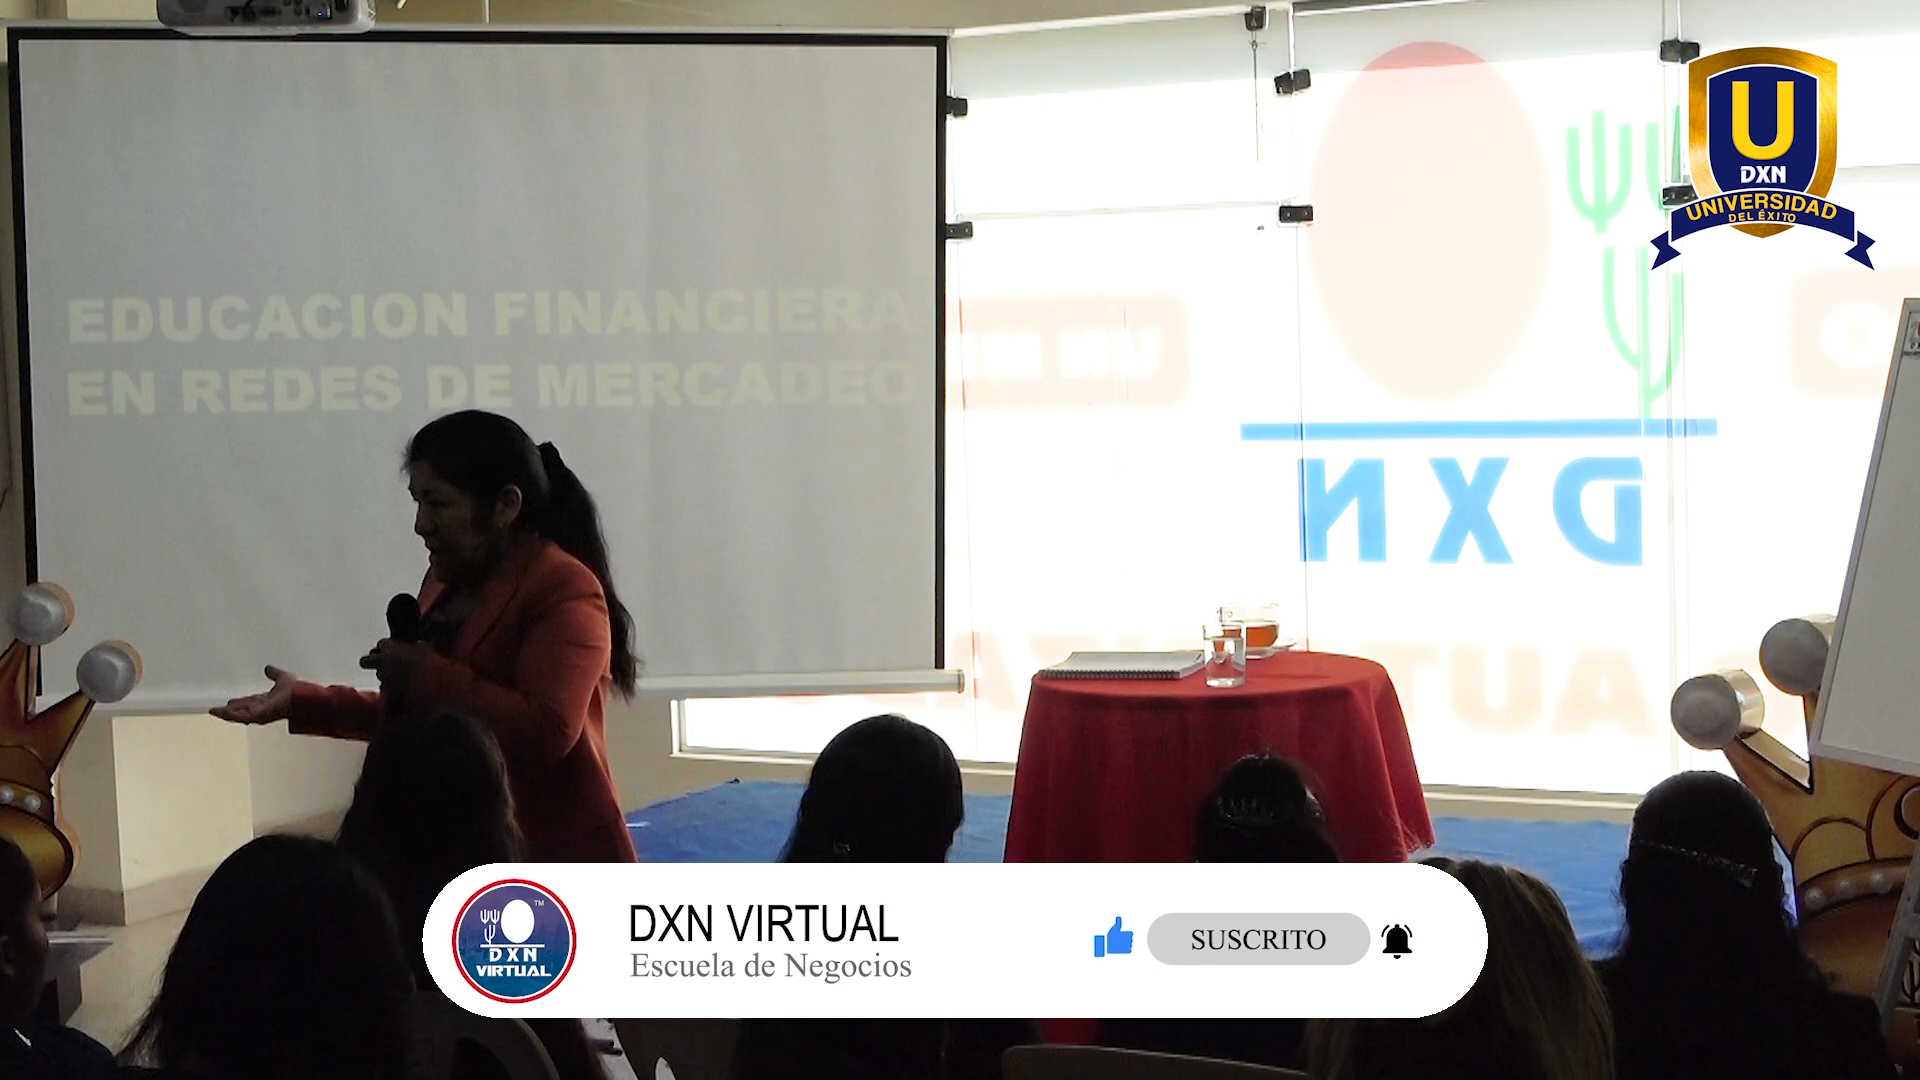 EDUCACION FINANCIERA
EN REDES DE MERCADEO
U
DXN
UNIVERSIDAD
DEL ÉXITO
DXN
DXN VIRTUAL
Escuela de Negocios
SUSCRITO
TM
DXN
VIRTUAL